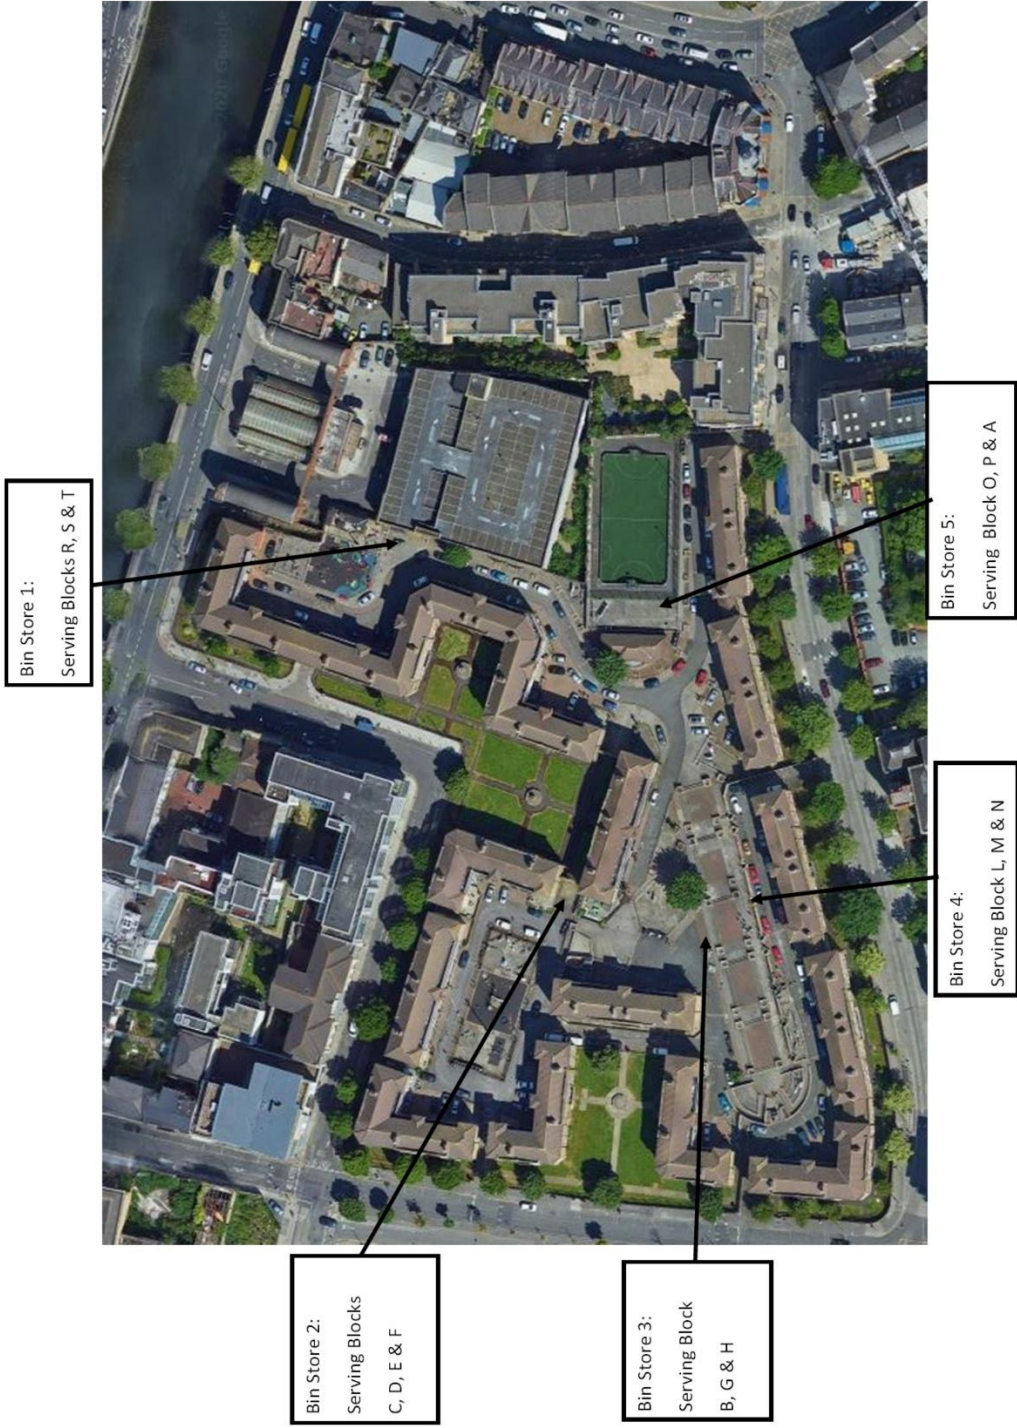 Bin Store 1:
Serving Blocks R, S & T
Bin Store 2:
Serving Blocks
C, D, E & F
Bin Store 3:
Serving Block
B, G & H
Bin Store 4:
Serving Block L, M & N
Bin Store 5:
Serving Block O, P & A